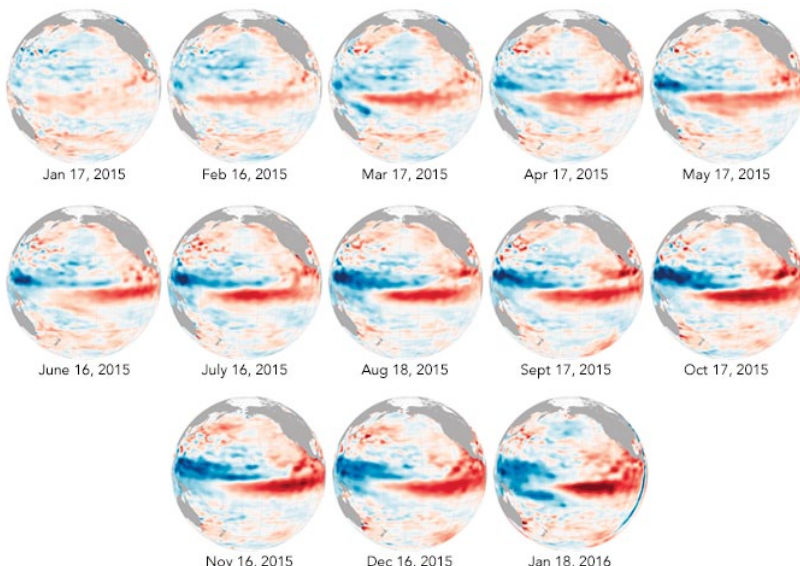 Jan 17, 2015
Feb 16, 2015
Mar 17, 2015
Apr 17, 2015
May 17, 2015
June 16, 2015
July 16, 2015
Aug 18, 2015
Sept 17, 2015
Oct 17, 2015
Nov 16, 2015
Dec 16, 2015
Jan 18, 2016